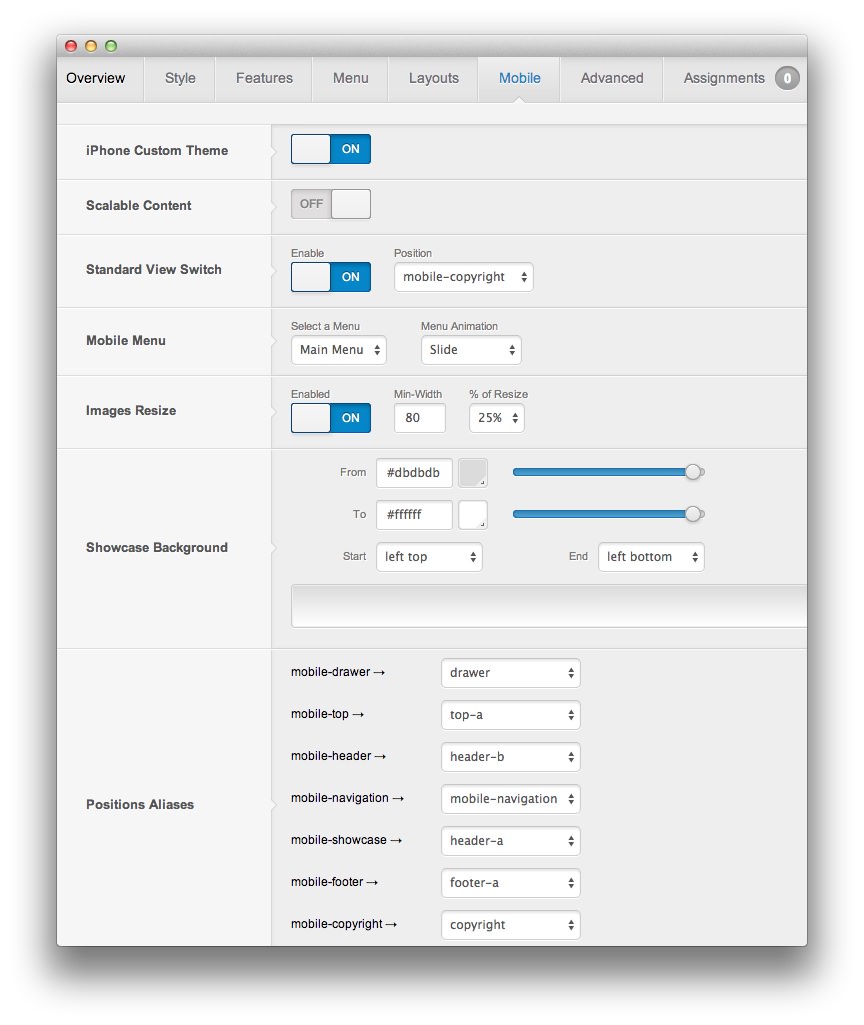 Overview Style Features Menu Layouts Mobile Advanced Assignments 0
iPhone Custom Theme ON
Scalable Content OFF
Enable Position
Standard View Switch ON mobile-copyright
Select a Menu Menu Animation
Mobile Menu Main Menu Slide
Enabled Min-Width % of Resize
Images Resize ON 80 25%
From #dbdbdb
To #ffffff
Showcase Background
Start left top End left bottom
mobile-drawer → drawer
mobile-top → top-a
mobile-header → header-b
mobile-navigation → mobile-navigation
Positions Aliases
mobile-showcase → header-a
mobile-footer → footer-a
mobile-copyright → copyright